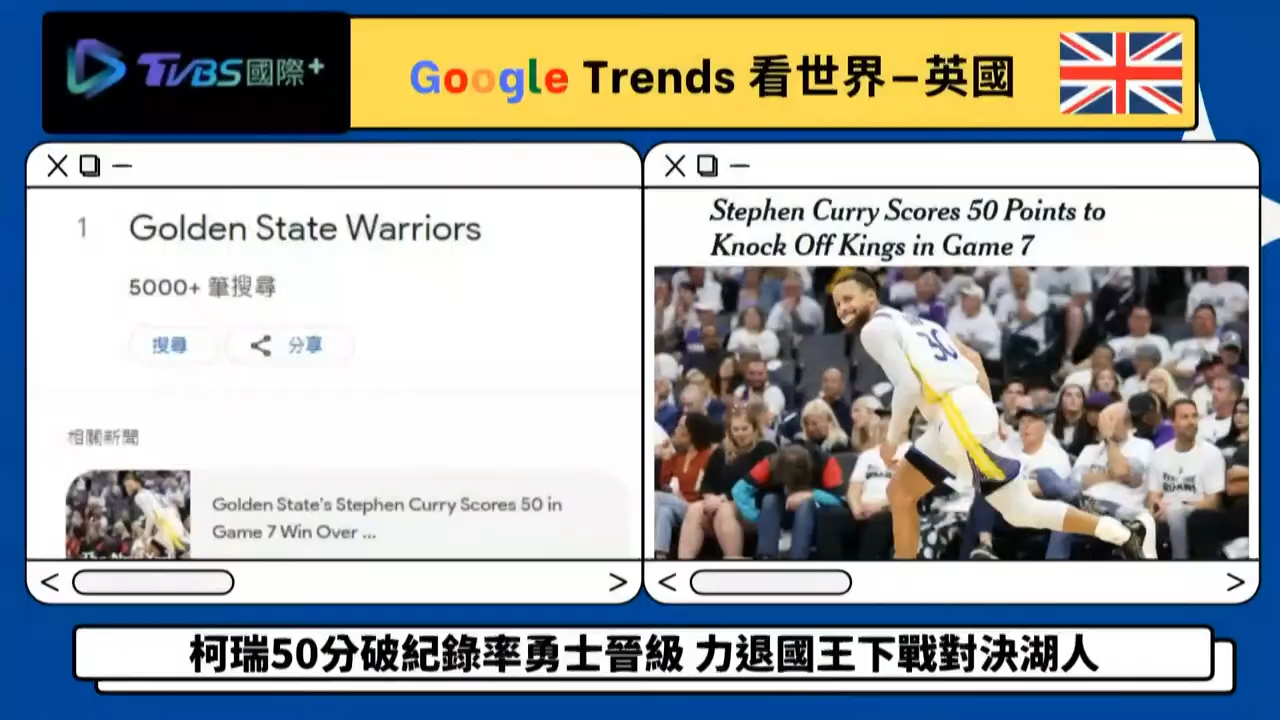 TVBS國際+
Google Trends 看世界–英國
1 Golden State Warriors
5000+ 筆搜尋
搜尋 分享
相關新聞
Golden State's Stephen Curry Scores 50 in
Game 7 Win Over ...
Stephen Curry Scores 50 Points to
Knock Off Kings in Game 7
30
柯瑞50分破紀錄率勇士晉級 力退國王下戰對決湖人